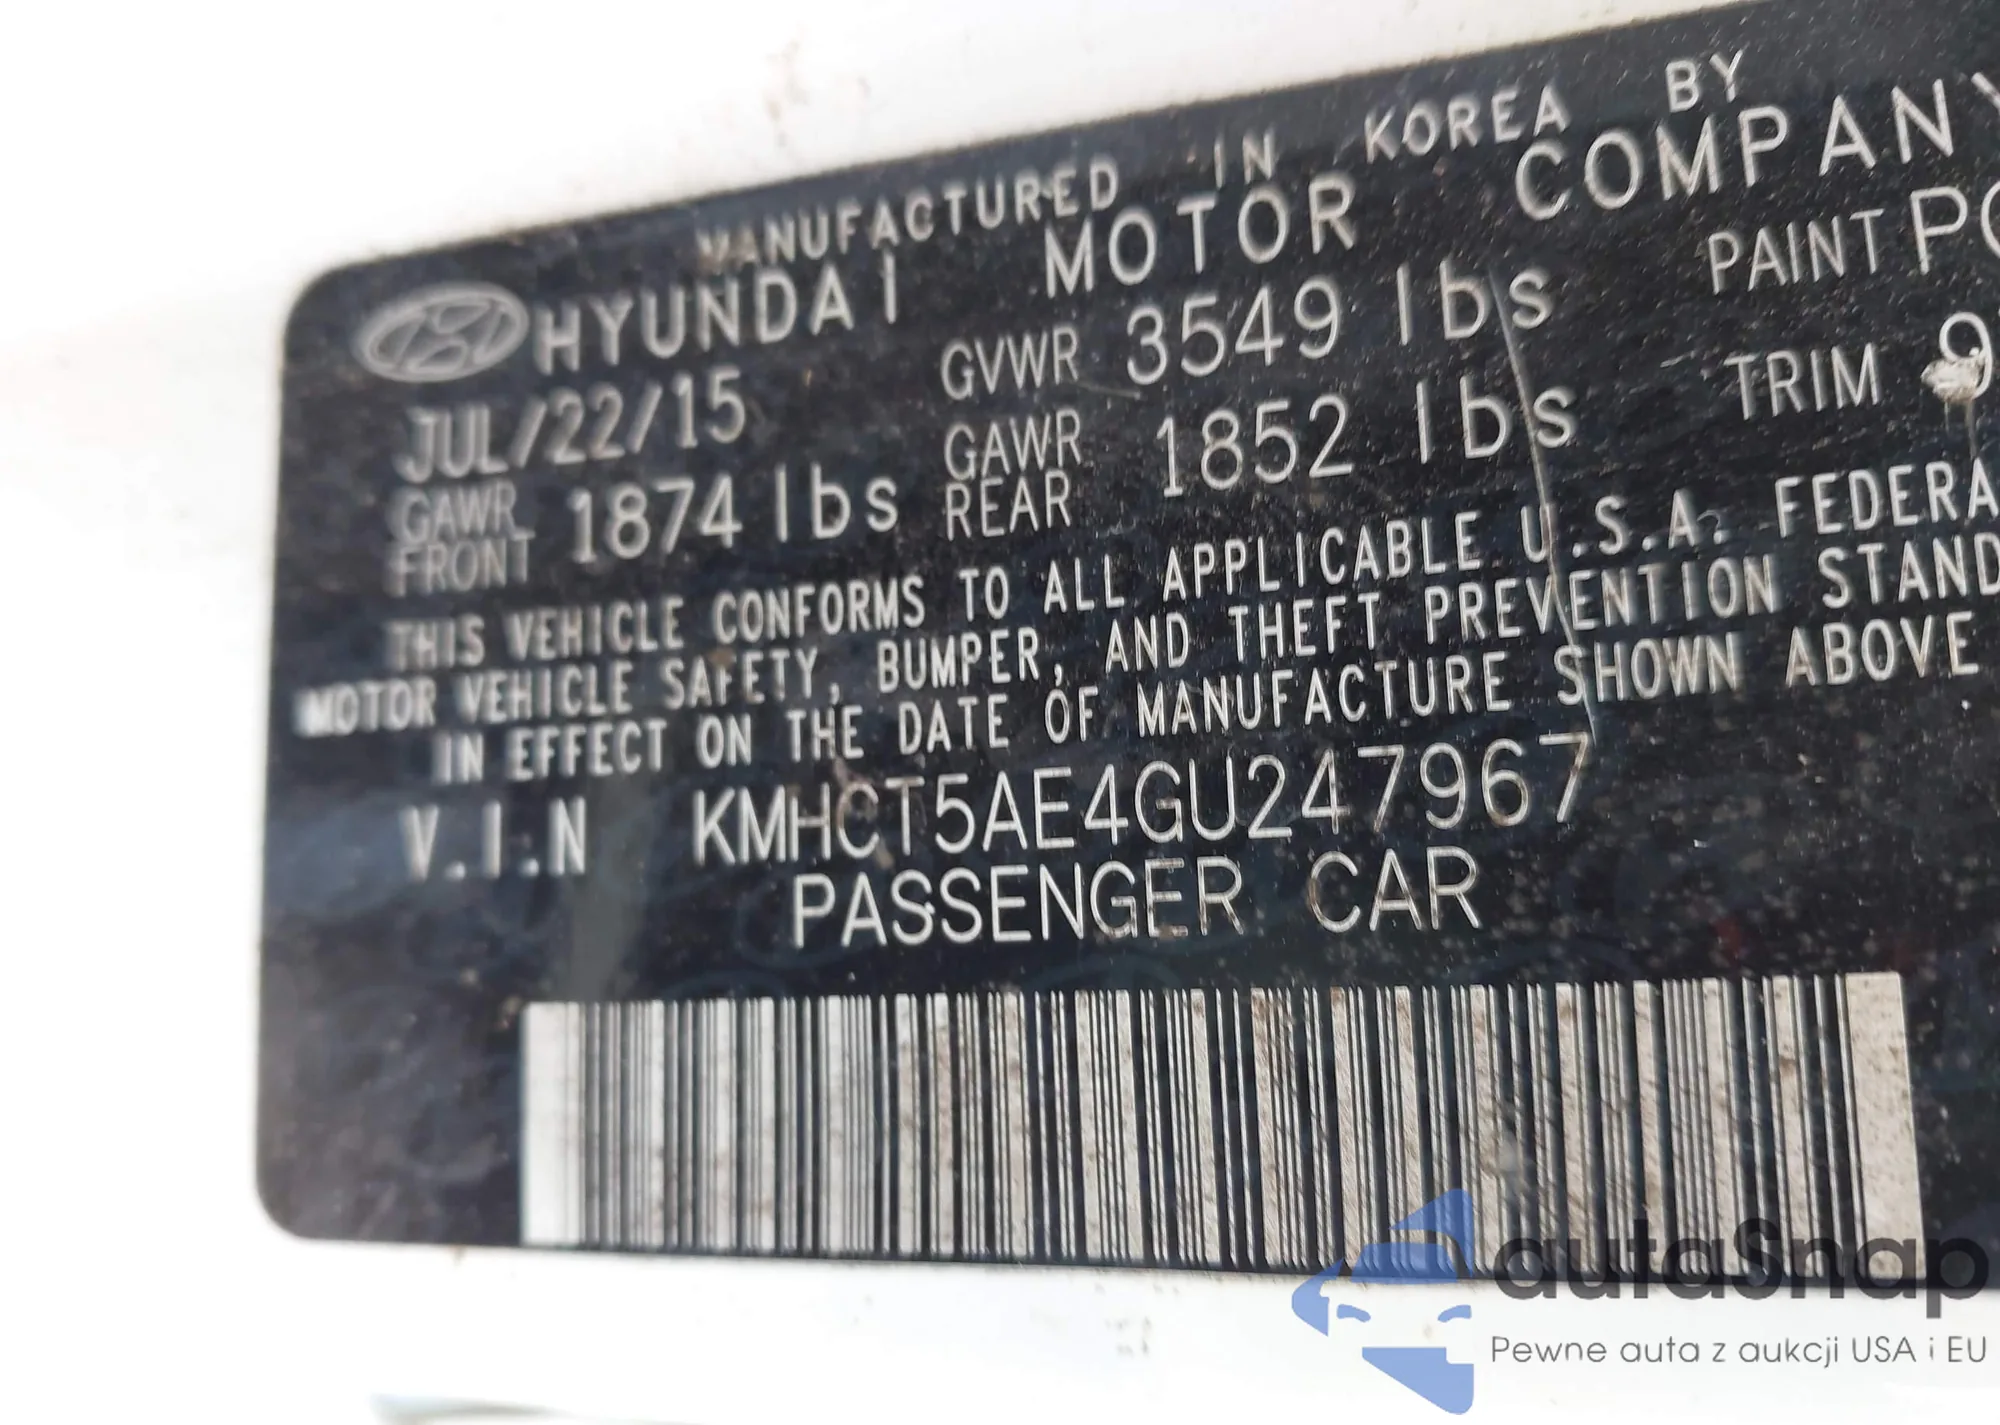 MANUFACTURED IN KOREA BY
HYUNDAI MOTOR COMPANY
JUL/22/15 GVWR 3549 lbs PAINT
GAWR FRONT 1874 lbs GAWR REAR 1852 lbs TRIM
THIS VEHICLE CONFORMS TO ALL APPLICABLE U.S.A. FEDERA
MOTOR VEHICLE SAFETY, BUMPER, AND THEFT PREVENTION STAND
IN EFFECT ON THE DATE OF MANUFACTURE SHOWN ABOVE
V.I.N KMHCT5AE4GU247967
PASSENGER CAR
autaSnap
Pewne auta z aukcji USA i EU